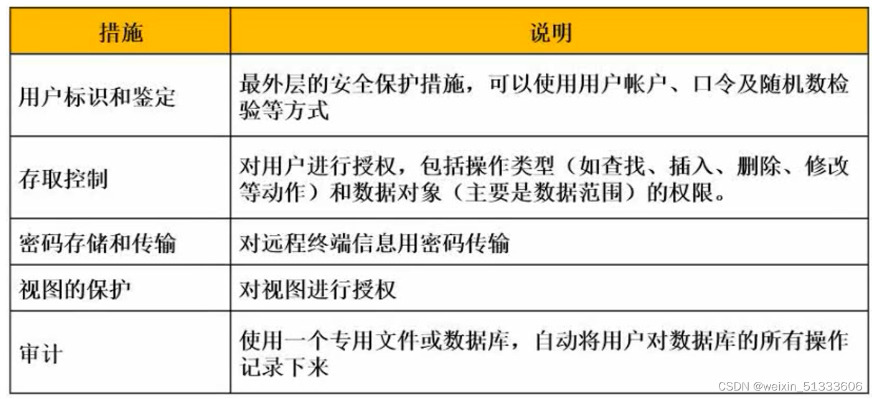 措施
说明
用户标识和鉴定
最外层的安全保护措施，可以使用用户帐户、口令及随机数检
验等方式
存取控制
对用户进行授权，包括操作类型（如查找、插入、删除、修改
等动作）和数据对象（主要是数据范围）的权限。
密码存储和传输
对远程终端信息用密码传输
视图的保护
对视图进行授权
审计
使用一个专用文件或数据库，自动将用户对数据库的所有操作
记录下来
CSDN @weixin_51333606